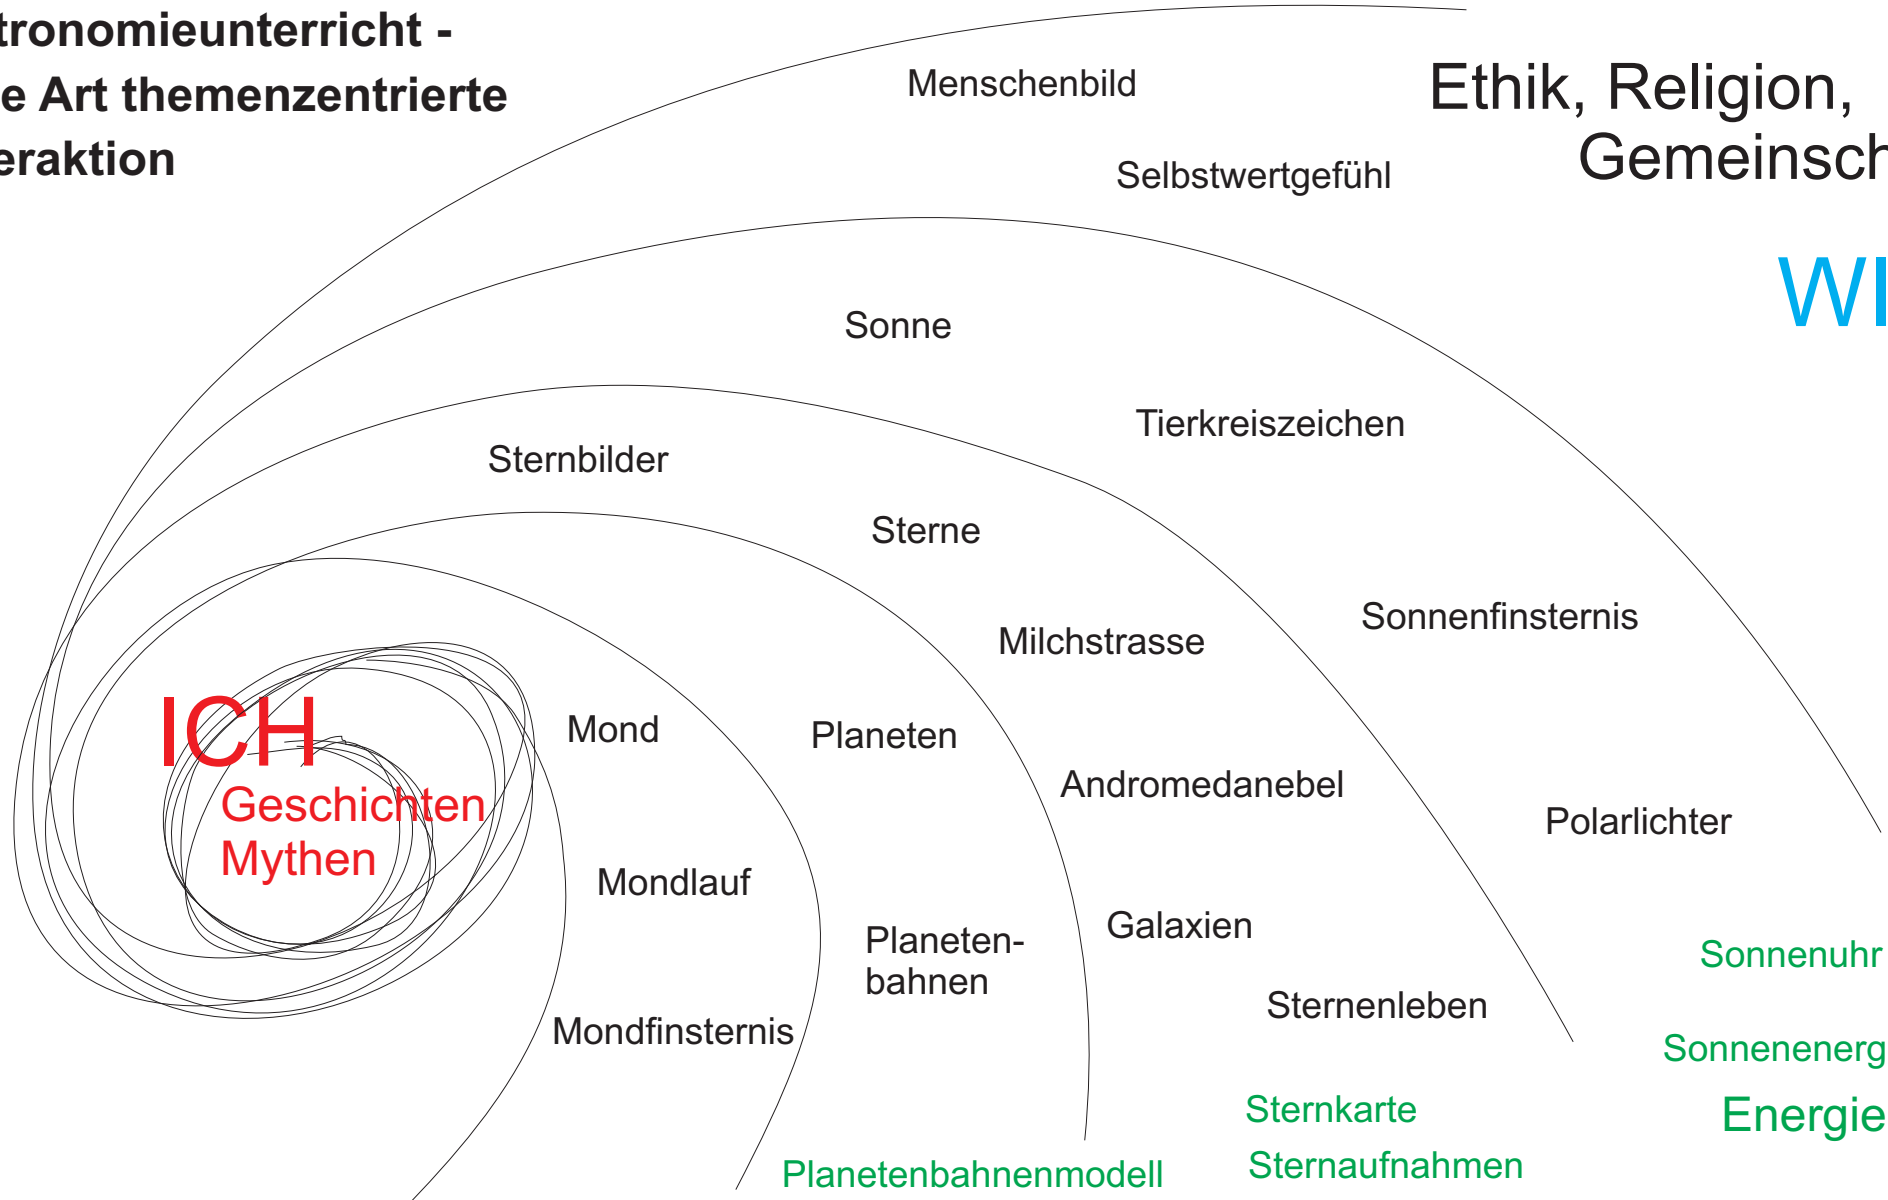 tronomieunterricht -
e Art themenzentrierte
eraktion
Menschenbild
Ethik, Religion,
Gemeinsch
Selbstwertgefühl
WI
Sonne
Tierkreiszeichen
Sternbilder
Sterne
Sonnenfinsternis
Milchstrasse
ICH
Mond
Planeten
Andromedanebel
Geschichten
Polarlichter
Mythen
Mondlauf
Galaxien
Planeten-
bahnen
Sonnenuhr
Sternenleben
Mondfinsternis
Sonnenenerg
Sternkarte
Energie
Planetenbahnenmodell
Sternaufnahmen